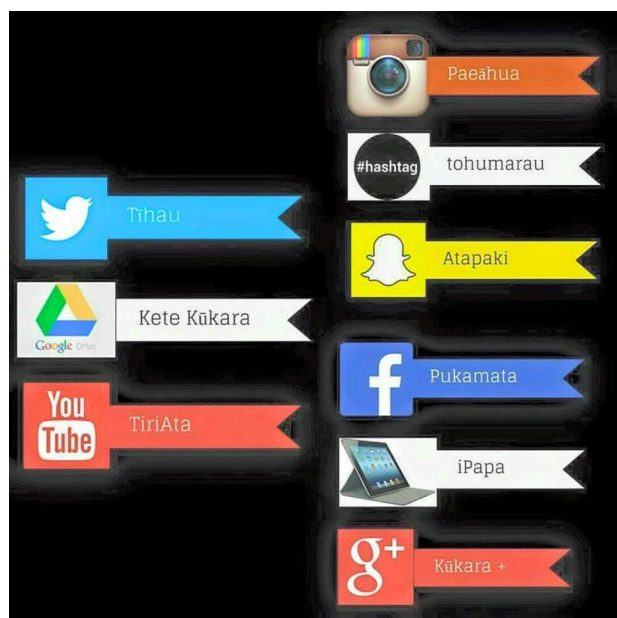 Tīhau
Google Drive
Kete Kūkara
You
Tube
TiriAta
Paeāhua
#hashtag
tohumarau
Atapaki
f
Pukamata
iPapa
g+
Kūkara +